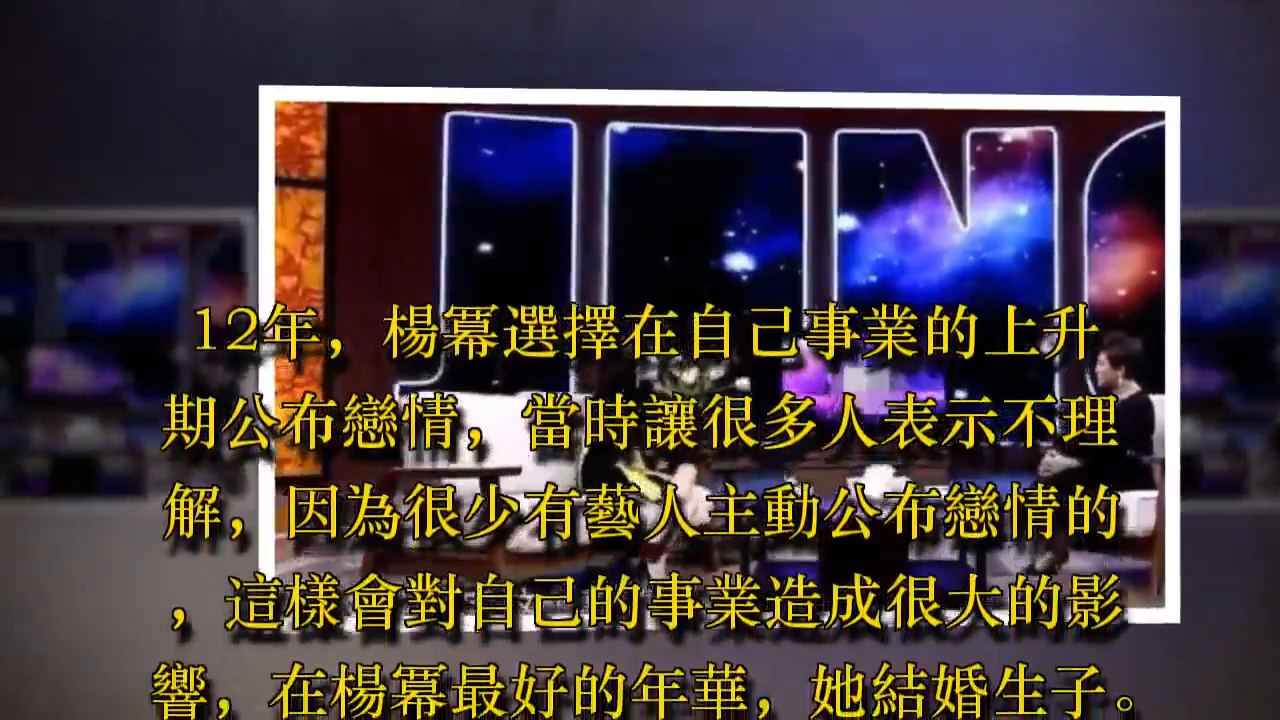 12年，楊冪選擇在自己事業的上升
期公布戀情，當時讓很多人表示不理
解，因為很少有藝人主動公布戀情的
，這樣會對自己的事業造成很大的影
響，在楊冪最好的年華，她結婚生子。